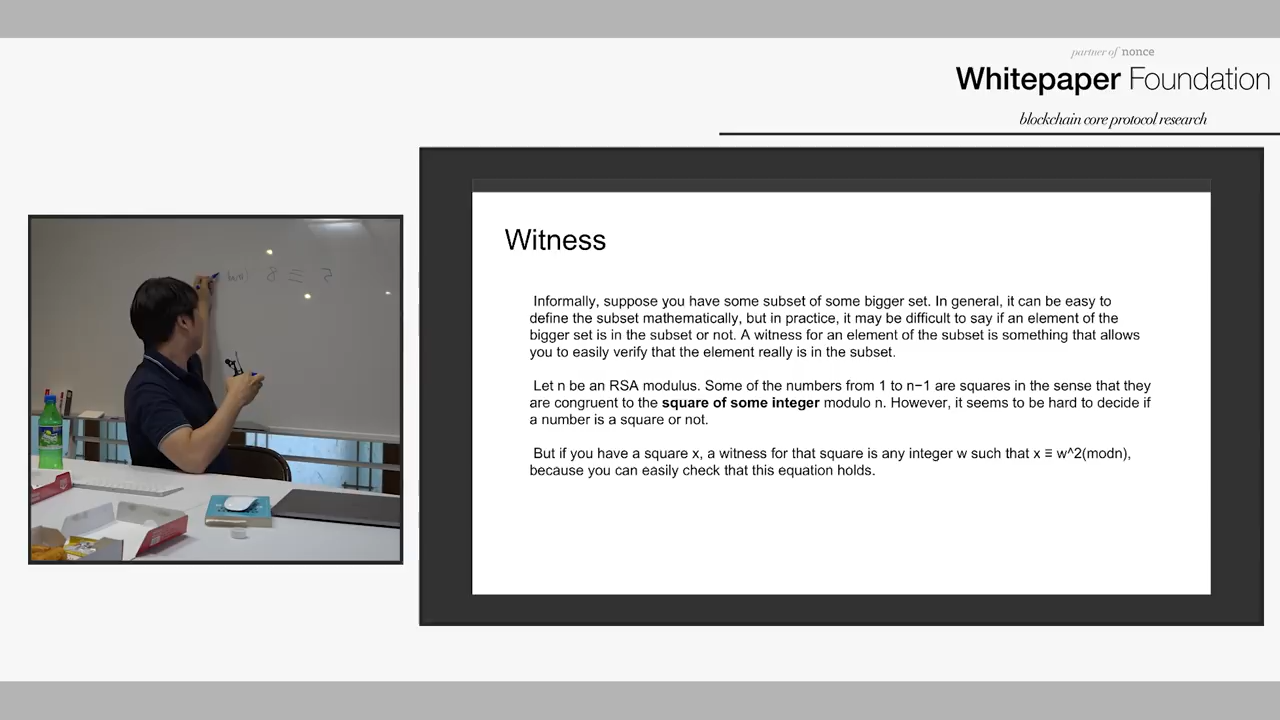 partner of nonce
Whitepaper Foundation
blockchain core protocol research
Witness
Informally, suppose you have some subset of some bigger set. In general, it can be easy to
define the subset mathematically, but in practice, it may be difficult to say if an element of the
bigger set is in the subset or not. A witness for an element of the subset is something that allows
you to easily verify that the element really is in the subset.
Let n be an RSA modulus. Some of the numbers from 1 to n−1 are squares in the sense that they
are congruent to the square of some integer modulo n. However, it seems to be hard to decide if
a number is a square or not.
But if you have a square x, a witness for that square is any integer w such that x ≡ w^2(modn),
because you can easily check that this equation holds.